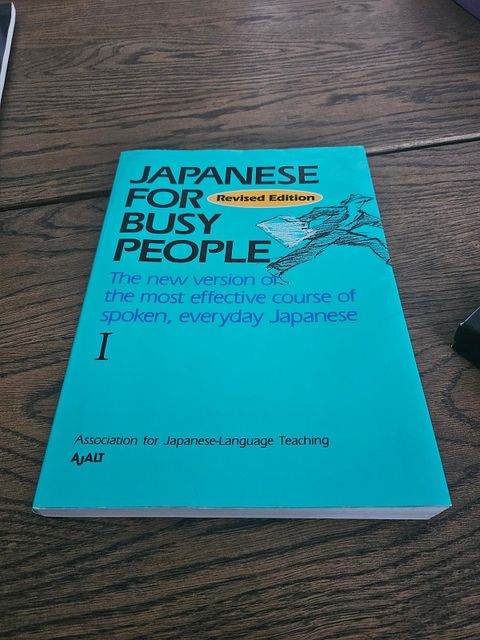 JAPANESE
FOR Revised Edition
BUSY
PEOPLE
The new version of
the most effective course of
spoken, everyday Japanese
I
Association for Japanese-Language Teaching
AJALT